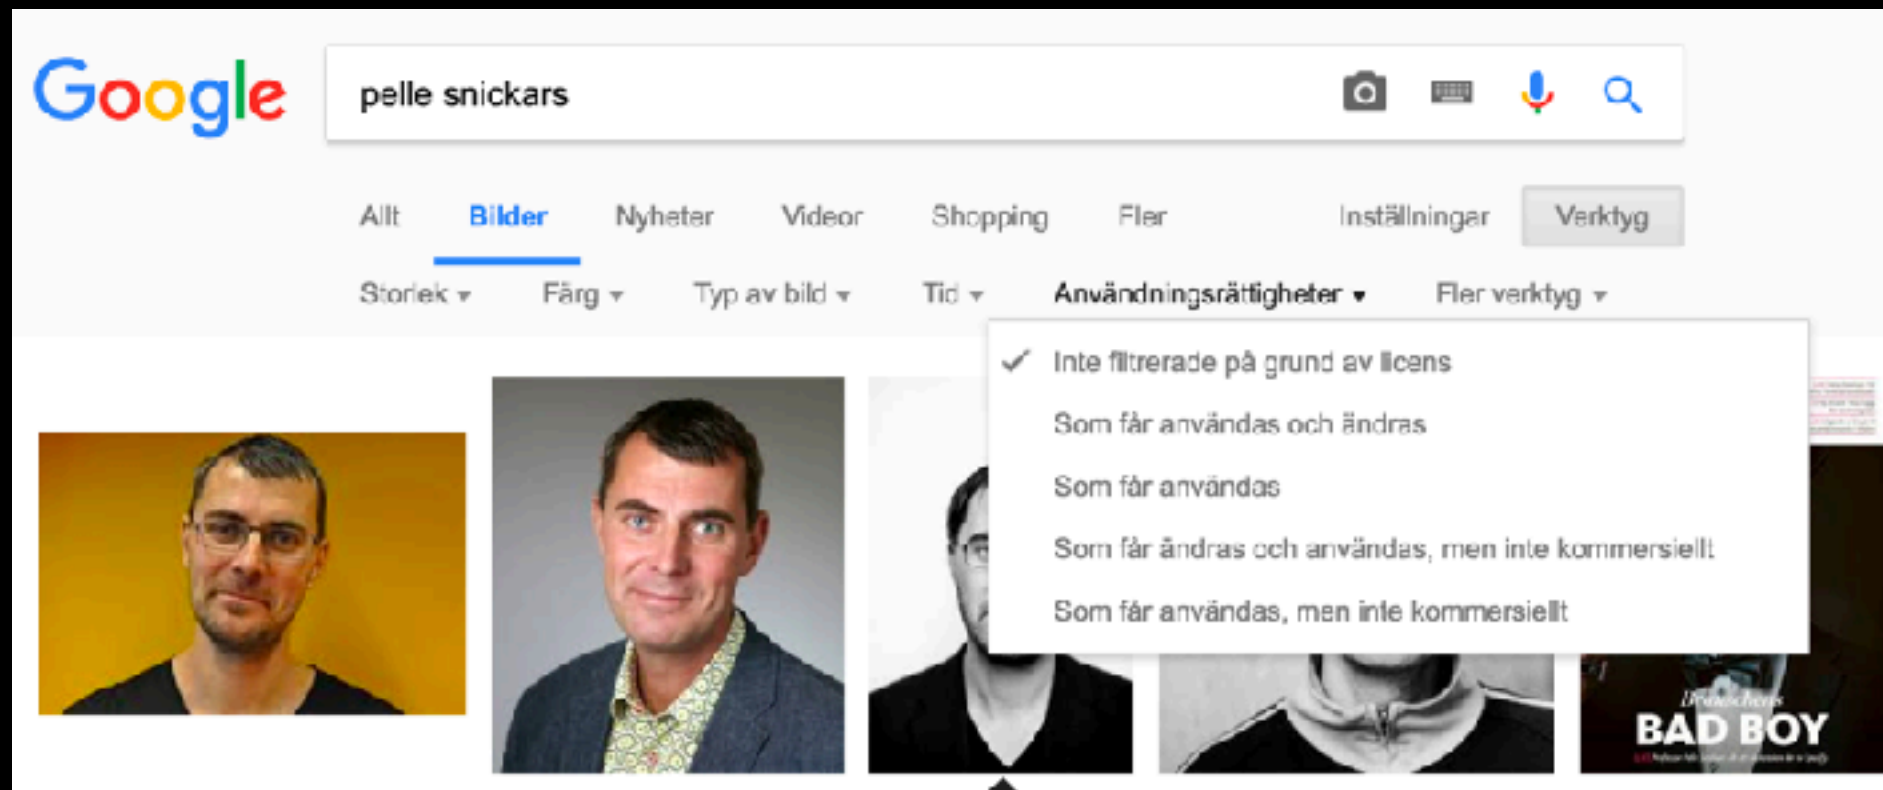 Google
pelle snickars
Allt Bilder Nyheter Videor Shopping Fler Inställningar Verktyg
Storlek Färg Typ av bild Tid Användningsrättigheter Fler verktyg
Inte filtrerade på grund av licens
Som får användas och ändras
Som får användas
Som får ändras och användas, men inte kommersiellt
Som får användas, men inte kommersiellt
BAD BOY